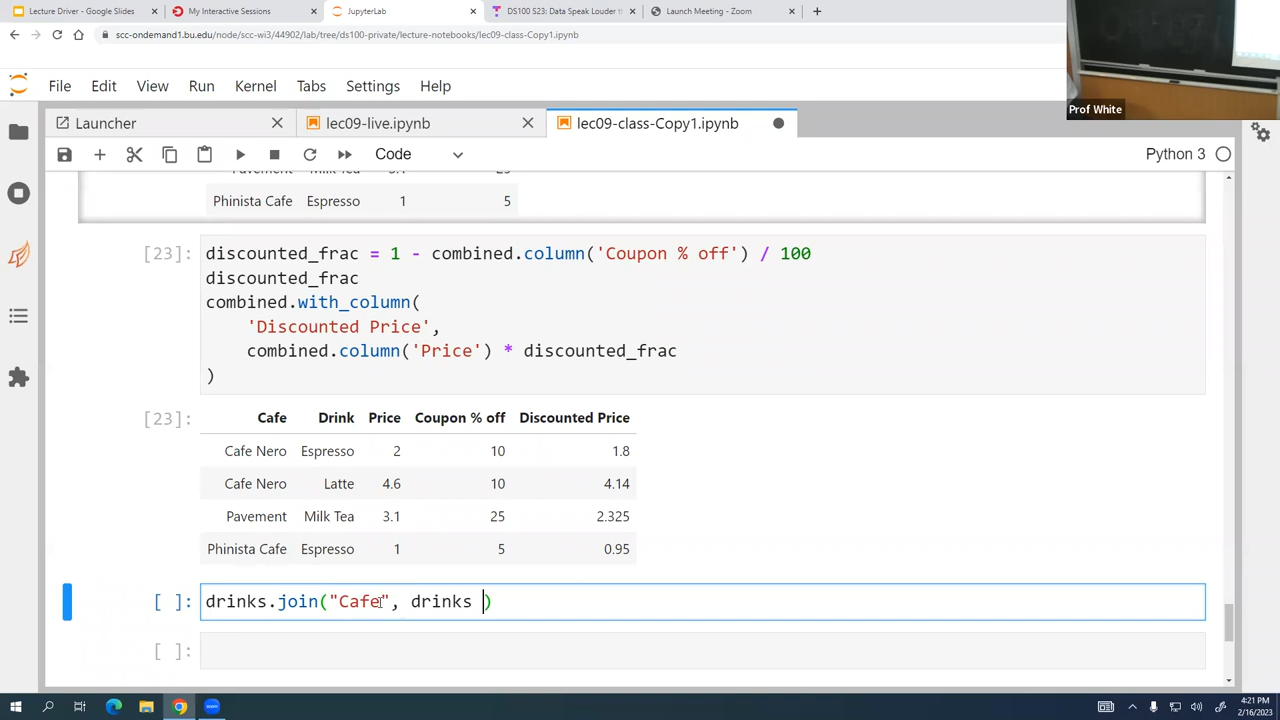 Lecture Driver - Google Slides
My Interactive Sessions
JupyterLab
DS100 S23: Data Speak Louder t
Launch Meeting - Zoom
scc-ondemand1.bu.edu/node/scc-wi3/44902/lab/tree/ds100-private/lecture-notebooks/lec09-class-Copy1.ipynb
Prof White
File Edit View Run Kernel Tabs Settings Help
Launcher
lec09-live.ipynb
lec09-class-Copy1.ipynb
Code
Python 3
Pavement Milk Tea 3.1 25
Phinista Cafe Espresso 1 5
[23]:
discounted_frac = 1 - combined.column('Coupon % off') / 100
discounted_frac
combined.with_column(
'Discounted Price',
combined.column('Price') * discounted_frac
)
[23]:
Cafe Drink Price Coupon % off Discounted Price
Cafe Nero Espresso 2 10 1.8
Cafe Nero Latte 4.6 10 4.14
Pavement Milk Tea 3.1 25 2.325
Phinista Cafe Espresso 1 5 0.95
[ ]: drinks.join("Cafe", drinks )
[ ]:
4:21 PM
2/16/2023